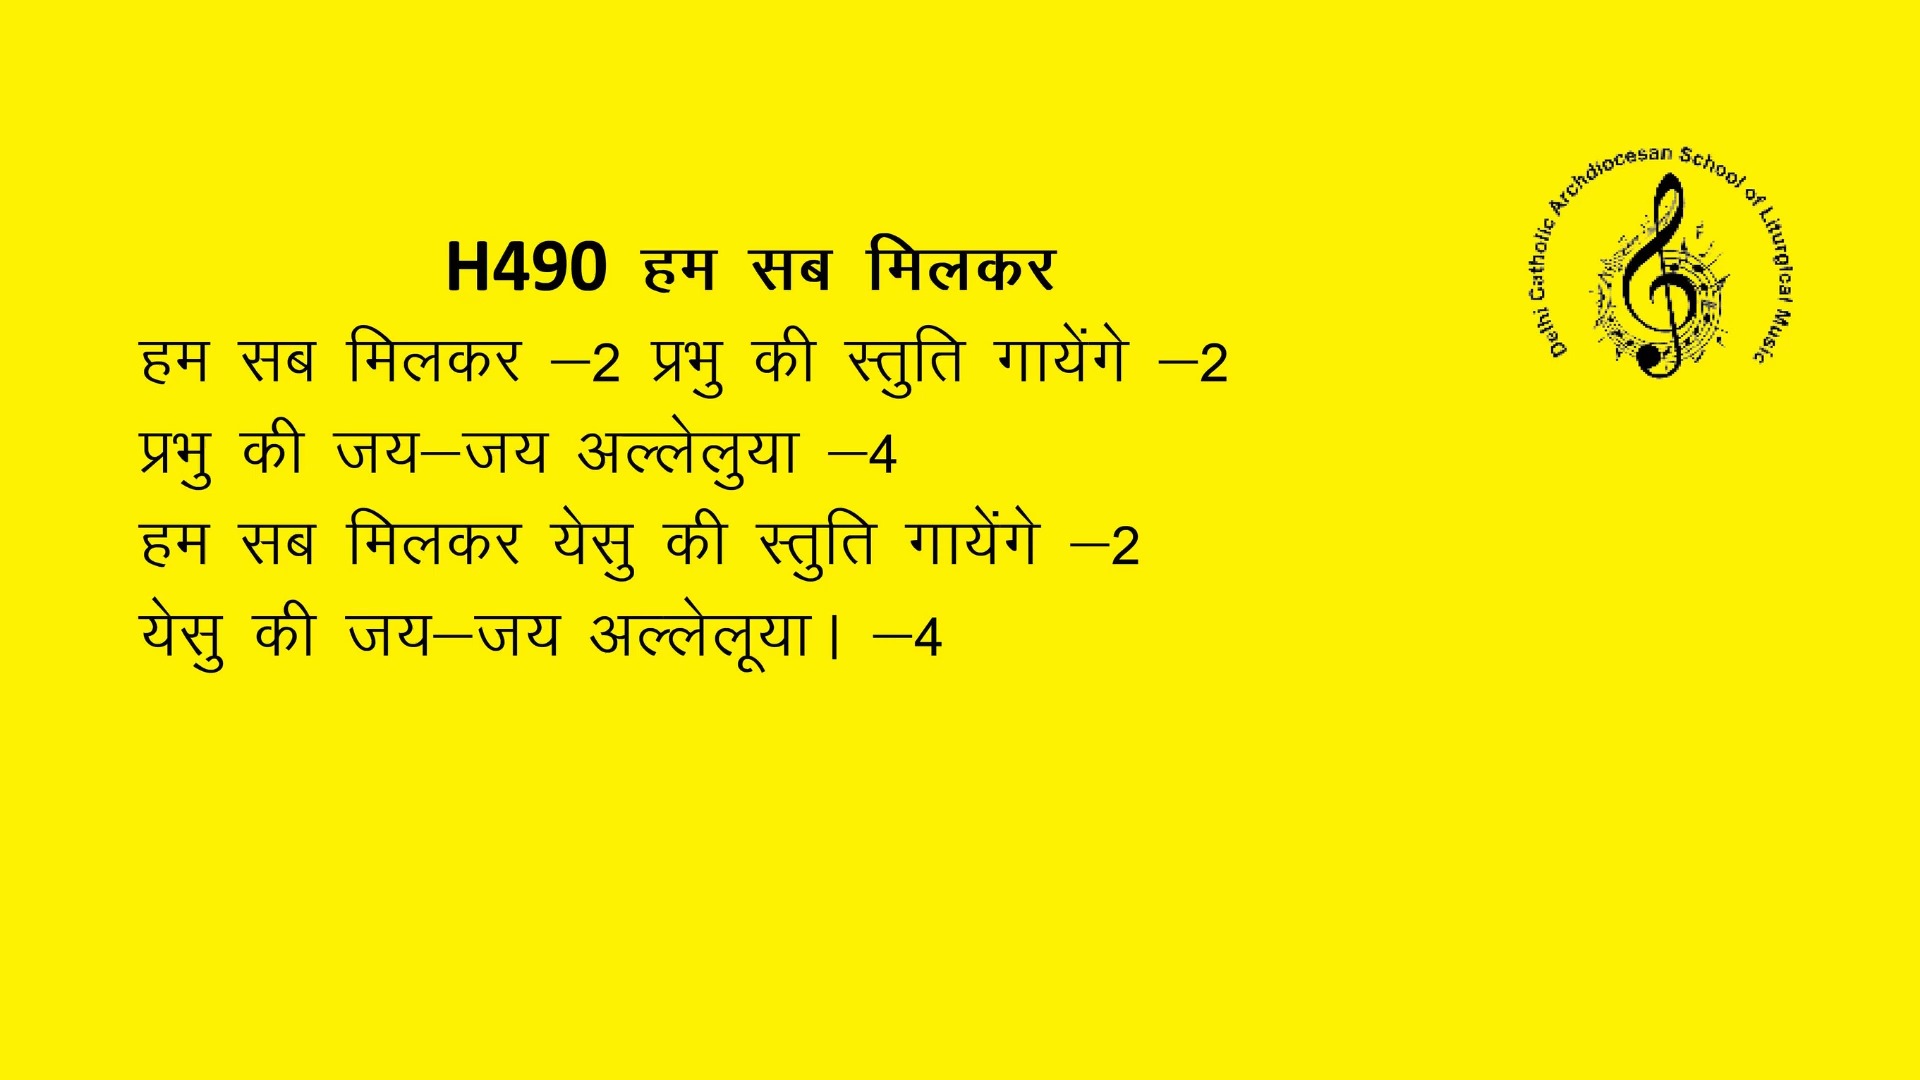 Delhi Catholic Archdiocesan School of Liturgical Music
H490 हम सब मिलकर
हम सब मिलकर –2 प्रभु की स्तुति गायेंगे –2
प्रभु की जय–जय अल्लेलुया –4
हम सब मिलकर येसु की स्तुति गायेंगे –2
येसु की जय–जय अल्लेलूया। –4